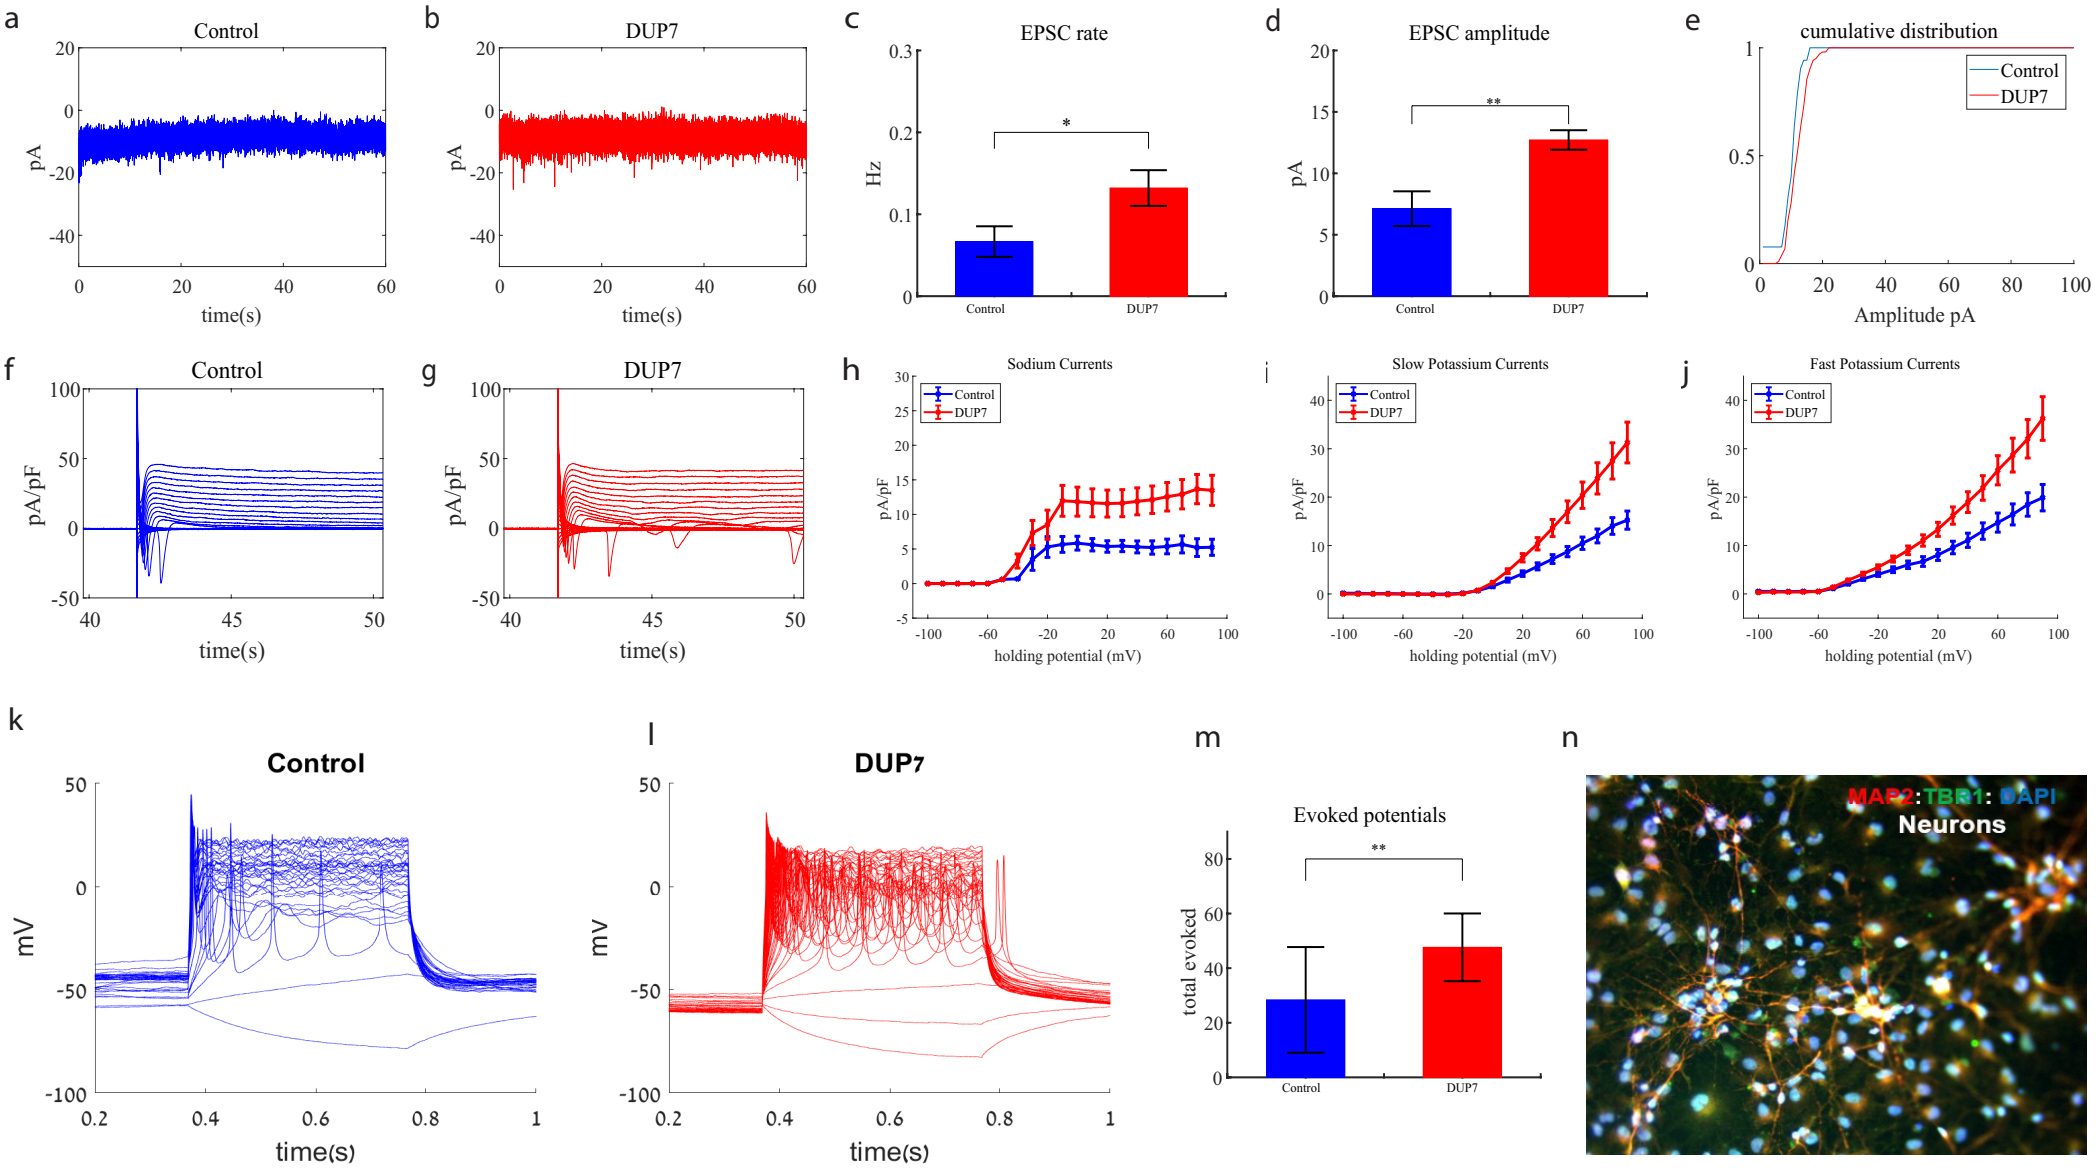 a
Control
20
0
-20
-40
pA
0 20 40 60
time(s)
b
DUP7
20
0
-20
-40
pA
0 20 40 60
time(s)
c
EPSC rate
0.3
0.2
0.1
0
Hz
*
Control DUP7
d
EPSC amplitude
20
15
10
5
0
pA
**
Control DUP7
e
cumulative distribution
1
0.5
0
Control
DUP7
0 20 40 60 80 100
Amplitude pA
f
Control
100
50
0
-50
pA/pF
40 45 50
time(s)
g
DUP7
100
50
0
-50
pA/pF
40 45 50
time(s)
h
Sodium Currents
30
25
20
15
10
5
0
-5
pA/pF
Control
DUP7
-100 -60 -20 20 60 100
holding potential (mV)
i
Slow Potassium Currents
40
30
20
10
0
pA/pF
Control
DUP7
-100 -60 -20 20 60 100
holding potential (mV)
j
Fast Potassium Currents
40
30
20
10
0
pA/pF
Control
DUP7
-100 -60 -20 20 60 100
holding potential (mV)
k
Control
50
0
-50
-100
mV
0.2 0.4 0.6 0.8 1
time(s)
l
DUP7
50
0
-50
-100
mV
0.2 0.4 0.6 0.8 1
time(s)
m
Evoked potentials
80
60
40
20
0
total evoked
**
Control DUP7
n
MAP2:TBR1: DAPI
Neurons